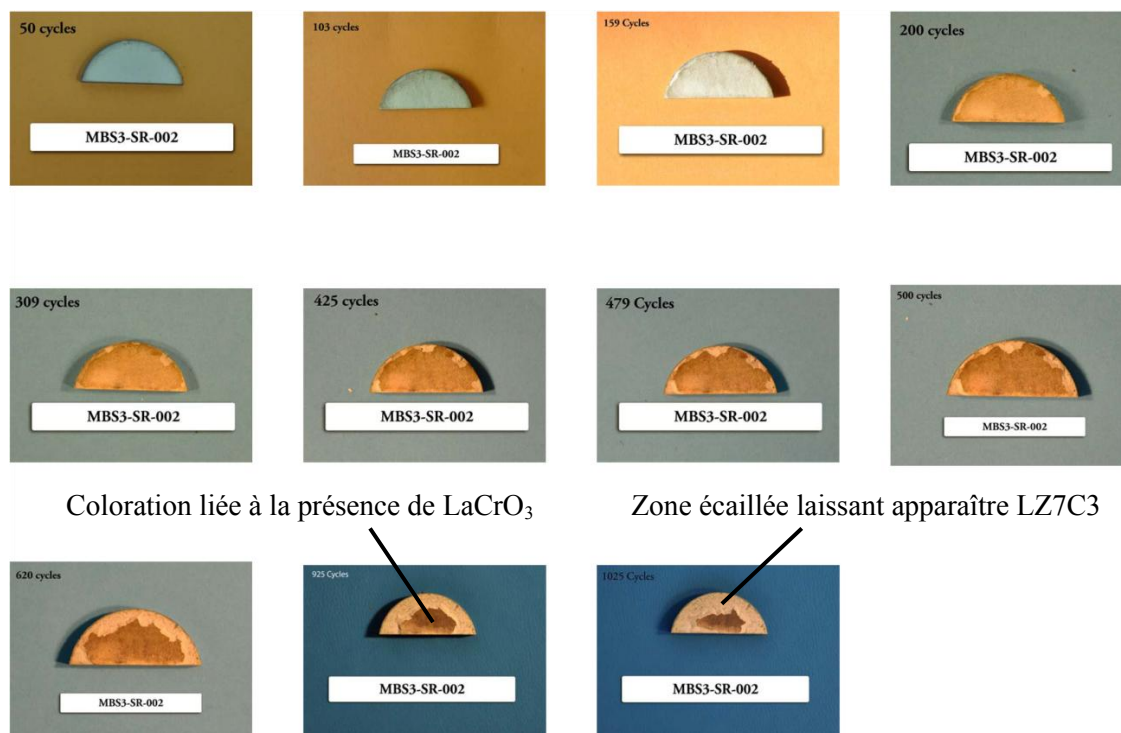 50 cycles
MBS3-SR-002
103 cycles
MBS3-SR-002
159 Cycles
MBS3-SR-002
200 cycles
MBS3-SR-002
309 cycles
MBS3-SR-002
425 cycles
MBS3-SR-002
479 Cycles
MBS3-SR-002
500 cycles
MBS3-SR-002
Coloration liée à la présence de LaCrO₃
Zone écaillée laissant apparaître LZ7C3
620 cycles
MBS3-SR-002
925 Cycles
MBS3-SR-002
1025 Cycles
MBS3-SR-002